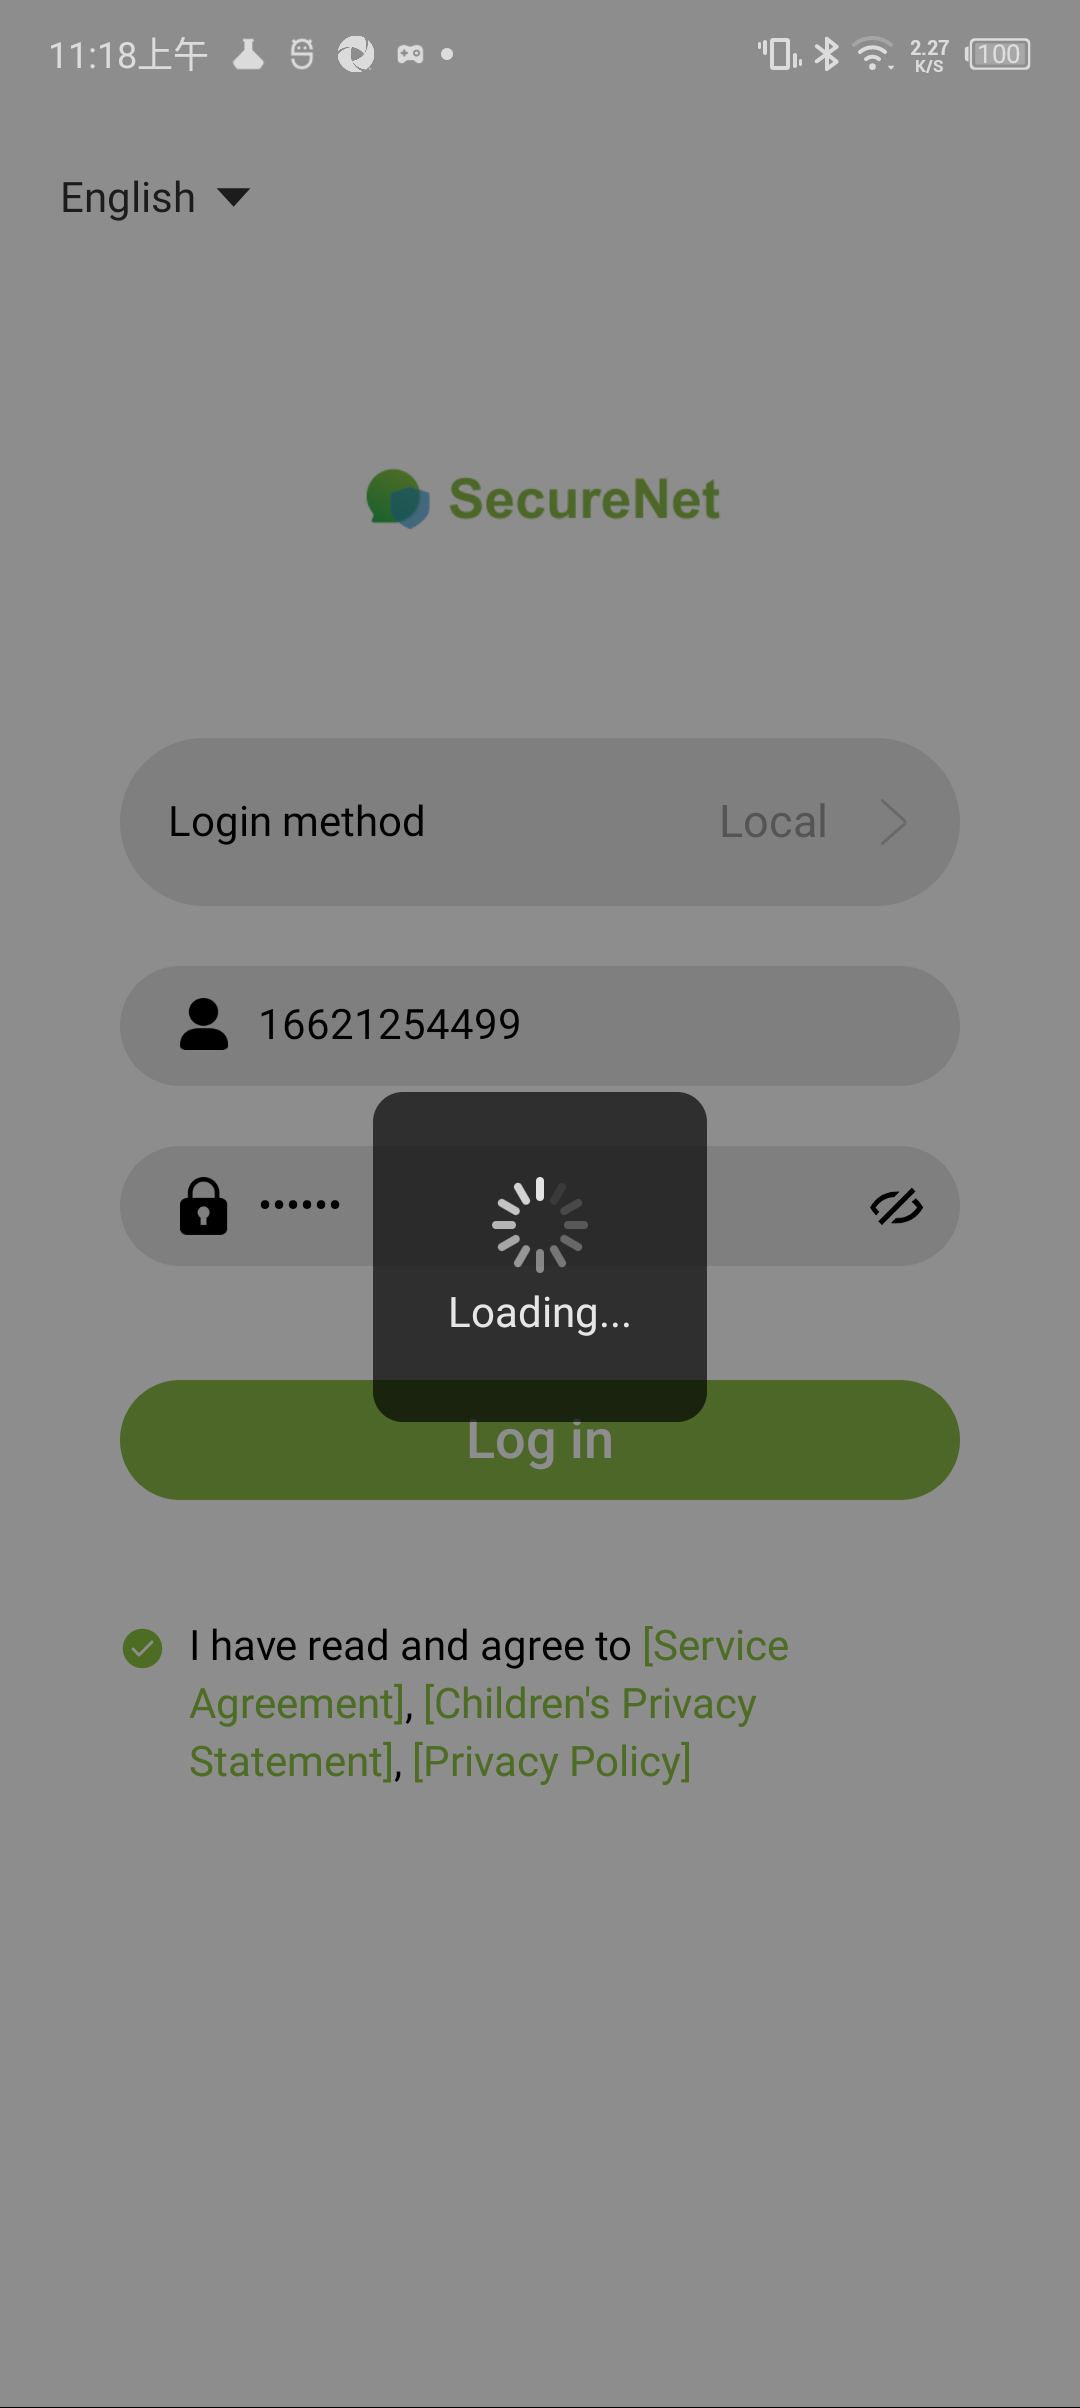 11:18上午
2.27
K/S
100
English
SecureNet
Login method
Local
16621254499
••••••
Loading...
Log in
I have read and agree to [Service
Agreement], [Children's Privacy
Statement], [Privacy Policy]